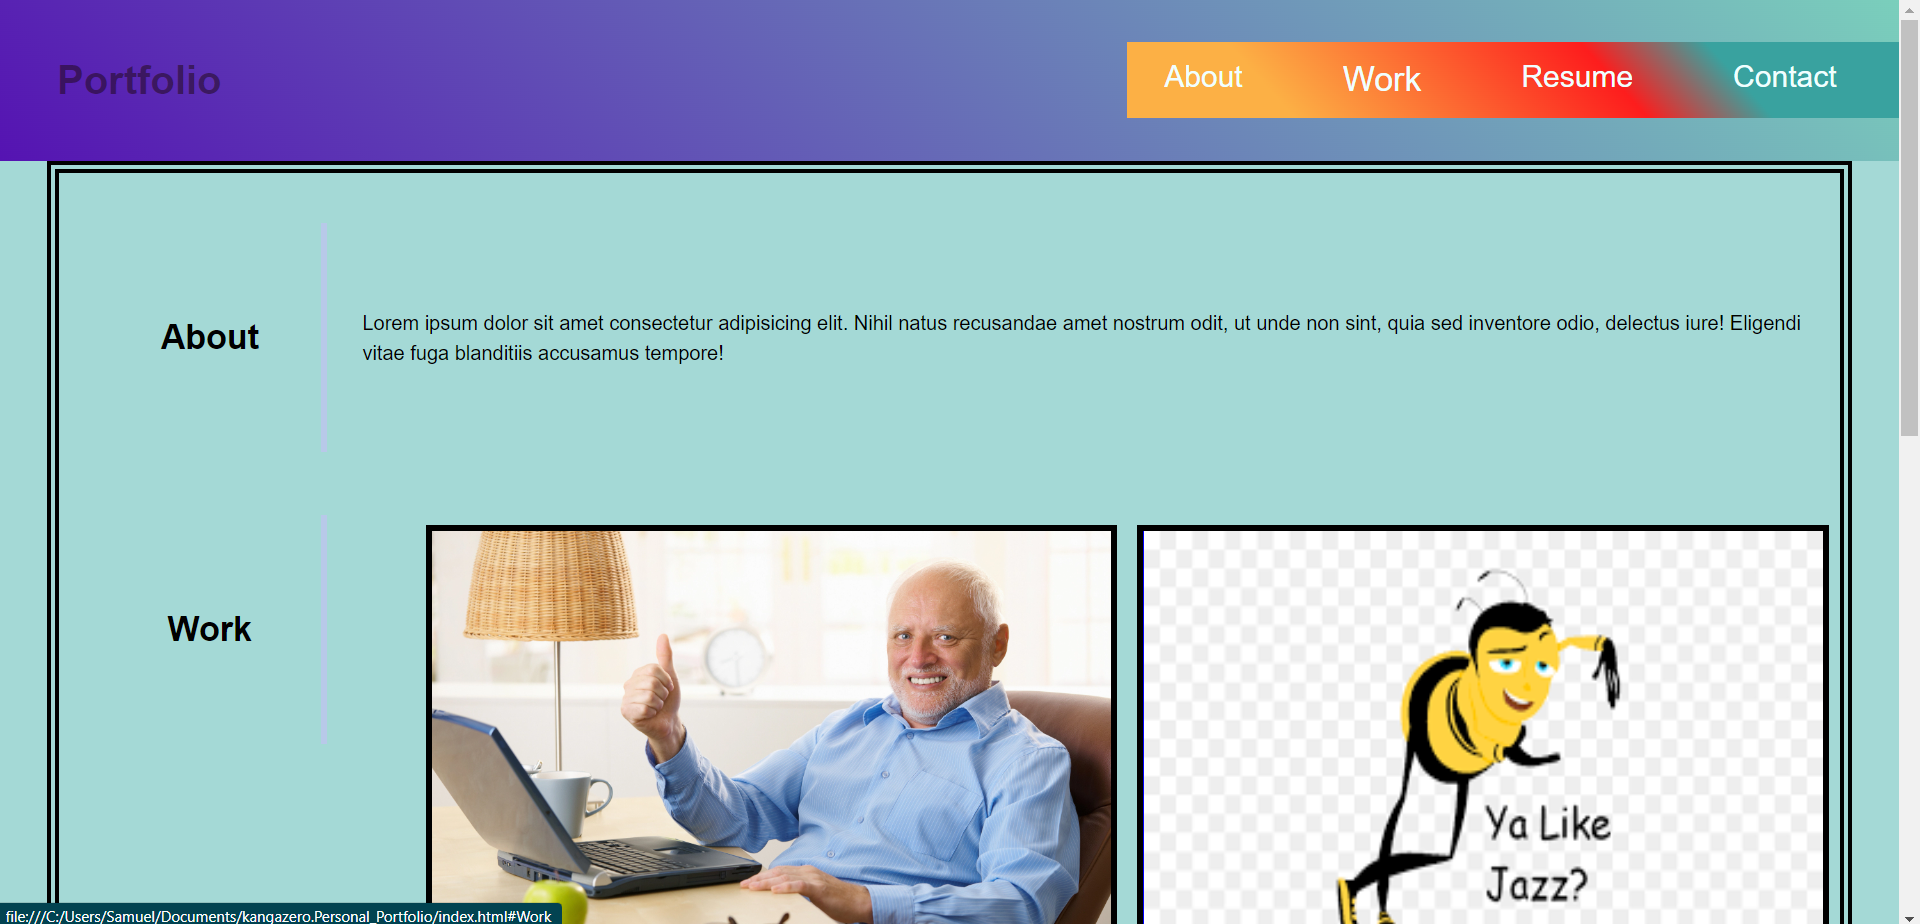 Portfolio
About Work Resume Contact
About
Lorem ipsum dolor sit amet consectetur adipisicing elit. Nihil natus recusandae amet nostrum odit, ut unde non sint, quia sed inventore odio, delectus iure! Eligendi
vitae fuga blanditiis accusamus tempore!
Work
Ya Like
Jazz?
file:///C:/Users/Samuel/Documents/kangazero.Personal_Portfolio/index.html#Work